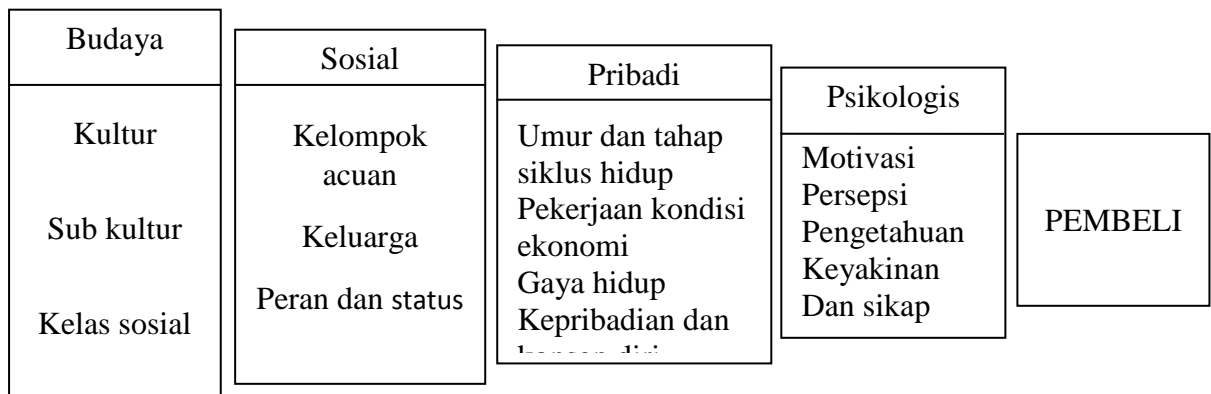 Budaya
Kultur
Sub kultur
Kelas sosial
Sosial
Kelompok
acuan
Keluarga
Peran dan status
Pribadi
Umur dan tahap
siklus hidup
Pekerjaan kondisi
ekonomi
Gaya hidup
Kepribadian dan
Psikologis
Motivasi
Persepsi
Pengetahuan
Keyakinan
Dan sikap
PEMBELI